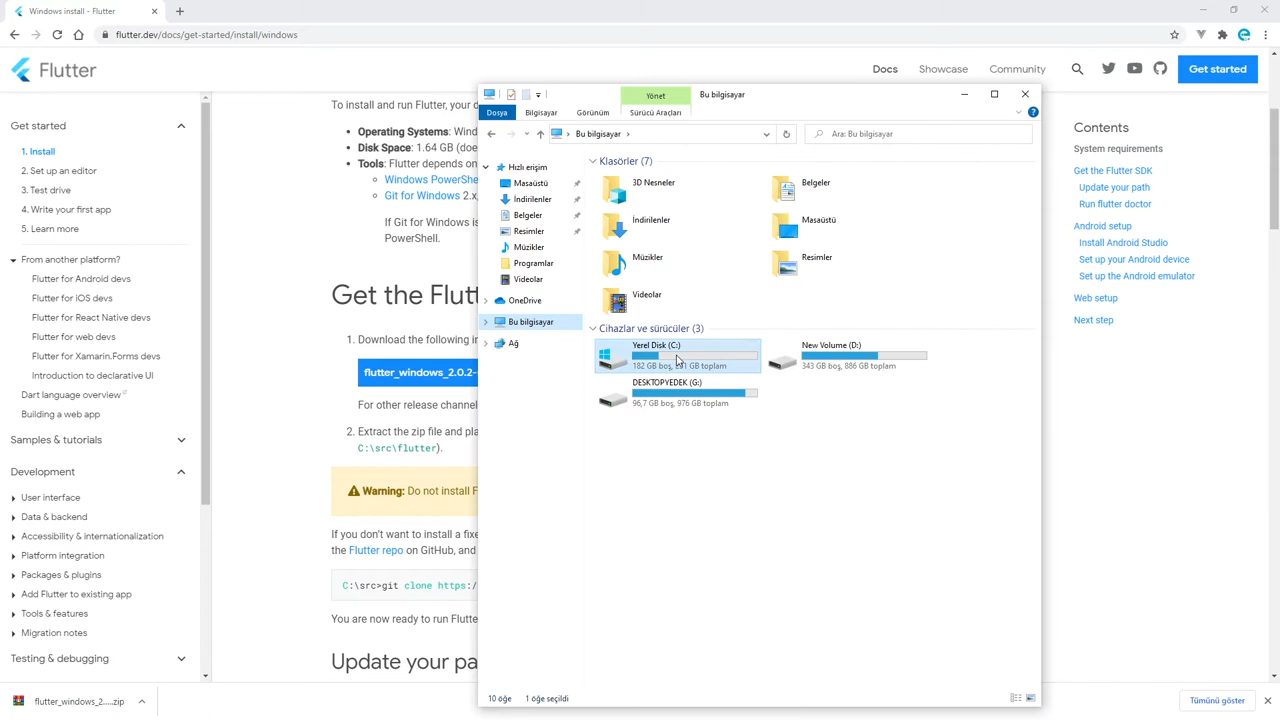 Windows install - Flutter
flutter.dev/docs/get-started/install/windows
Flutter
Docs
Showcase
Community
Get started
Get started
1. Install
2. Set up an editor
3. Test drive
4. Write your first app
5. Learn more
From another platform?
Flutter for Android devs
Flutter for iOS devs
Flutter for React Native devs
Flutter for web devs
Flutter for Xamarin.Forms devs
Introduction to declarative UI
Dart language overview
Building a web app
Samples & tutorials
Development
User interface
Data & backend
Accessibility & internationalization
Platform integration
Packages & plugins
Add Flutter to existing app
Tools & features
Migration notes
Testing & debugging
To install and run Flutter, your d
Operating Systems: Wind
Disk Space: 1.64 GB (doe
Tools: Flutter depends on
Windows PowerShe
Git for Windows 2.x,
If Git for Windows is
PowerShell.
Get the Flutt
1. Download the following in
flutter_windows_2.0.2-s
For other release channel
2. Extract the zip file and pla
C:\src\flutter).
Warning: Do not install F
If you don't want to install a fixe
the Flutter repo on GitHub, and
C:\src>git clone https:/
You are now ready to run Flutte
Update your pa
Yönet
Bu bilgisayar
Dosya
Bilgisayar
Görünüm
Sürücü Araçları
Bu bilgisayar
Ara: Bu bilgisayar
Hızlı erişim
Masaüstü
İndirilenler
Belgeler
Resimler
Müzikler
Programlar
Videolar
OneDrive
Bu bilgisayar
Ağ
Klasörler (7)
3D Nesneler
Belgeler
İndirilenler
Masaüstü
Müzikler
Resimler
Videolar
Cihazlar ve sürücüler (3)
Yerel Disk (C:)
182 GB boş, GB toplam
New Volume (D:)
343 GB boş, 886 GB toplam
DESKTOPYEDEK (G:)
96,7 GB boş, 976 GB toplam
10 öğe
1 öğe seçildi
Contents
System requirements
Get the Flutter SDK
Update your path
Run flutter doctor
Android setup
Install Android Studio
Set up your Android device
Set up the Android emulator
Web setup
Next step
flutter_windows_2.....zip
Tümünü göster